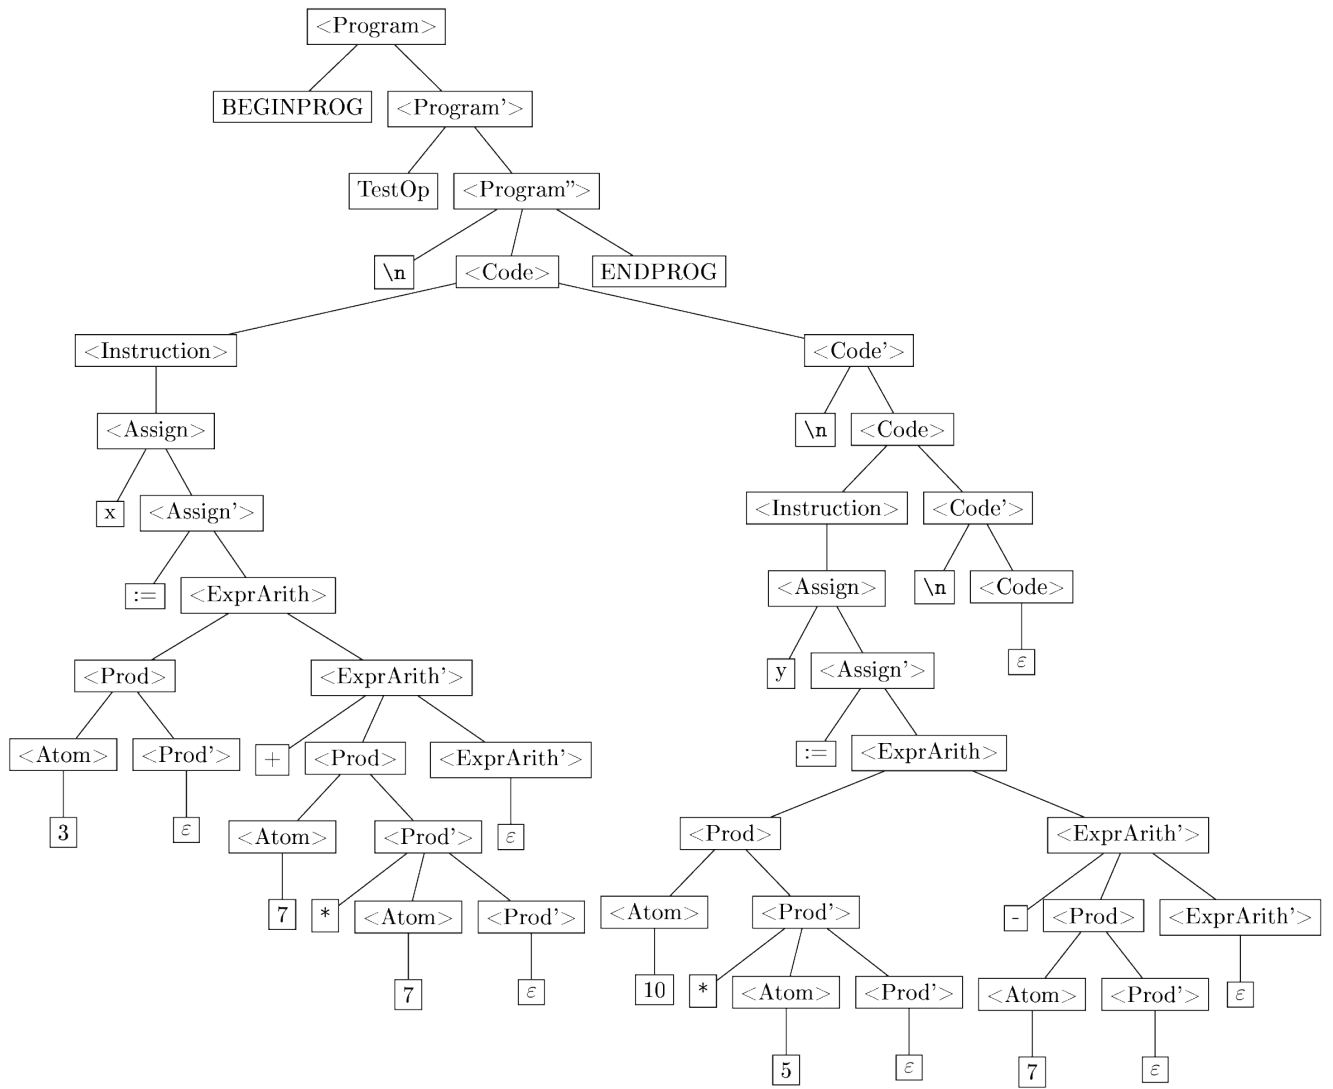 <Program>
BEGINPROG <Program'>
TestOp <Program”>
\n <Code> ENDPROG
<Instruction> <Code'>
<Assign> \n <Code>
x <Assign'> <Instruction> <Code'>
:= <ExprArith> <Assign> \n <Code>
<Prod> <ExprArith'> y <Assign'> ε
<Atom> <Prod'> + <Prod> <ExprArith'> := <ExprArith>
3 ε <Atom> <Prod'> ε <Prod> <ExprArith'>
7 * <Atom> <Prod'> <Atom> <Prod'> - <Prod> <ExprArith'>
7 ε 10 * <Atom> <Prod'> <Atom> <Prod'> ε
5 ε 7 ε